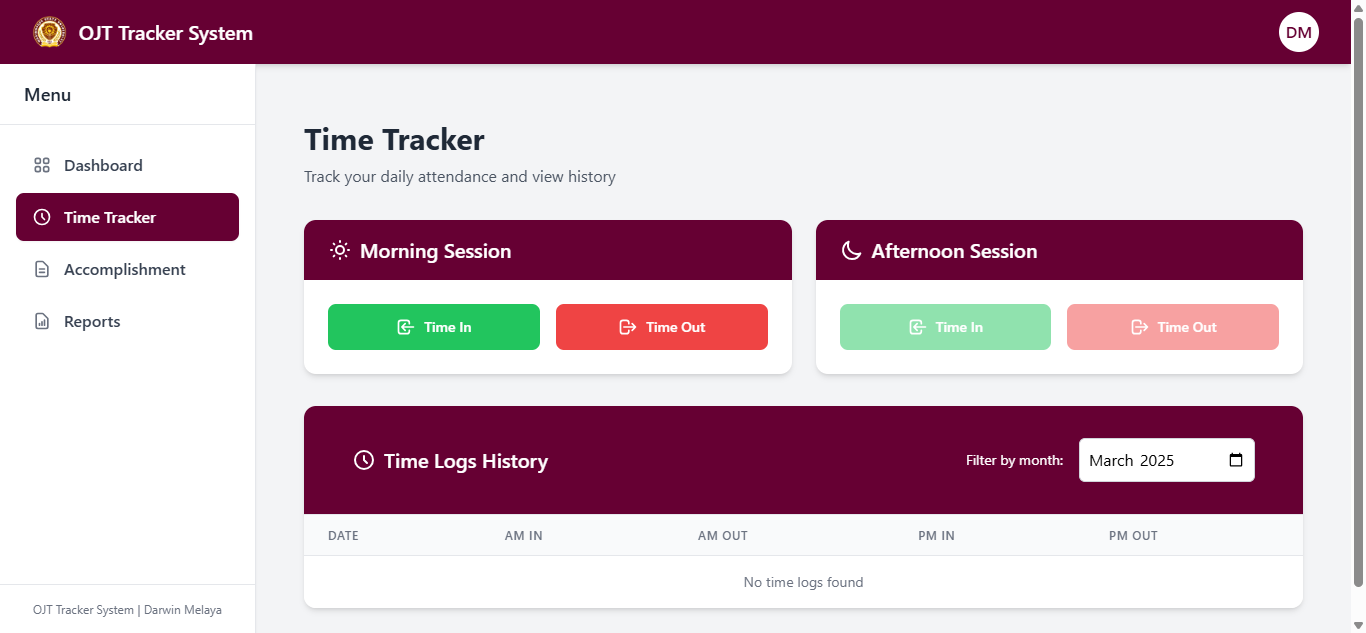 OJT Tracker System
DM
Menu
Dashboard
Time Tracker
Accomplishment
Reports
OJT Tracker System | Darwin Melaya
Time Tracker
Track your daily attendance and view history
Morning Session
Time In Time Out
Afternoon Session
Time In Time Out
Time Logs History
Filter by month: March 2025
DATE AM IN AM OUT PM IN PM OUT
No time logs found